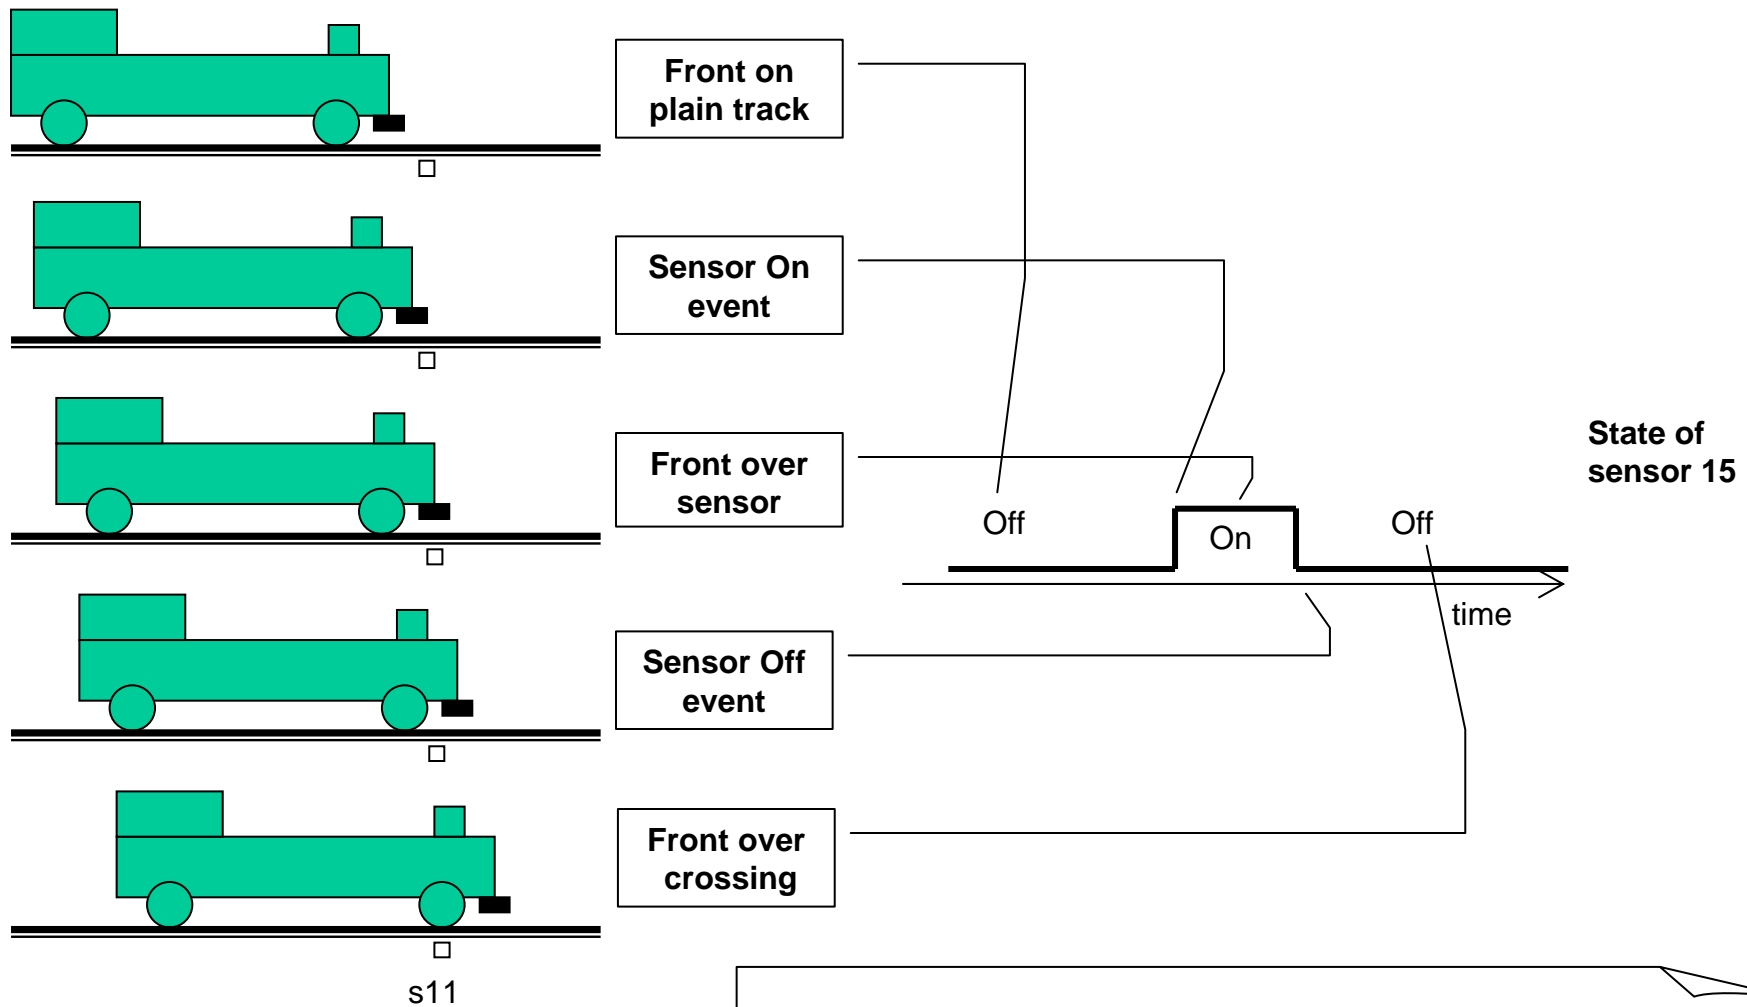 Front on
plain track
Sensor On
event
Front over
sensor
Sensor Off
event
Front over
crossing
s11
Off
On
Off
time
State of
sensor 15